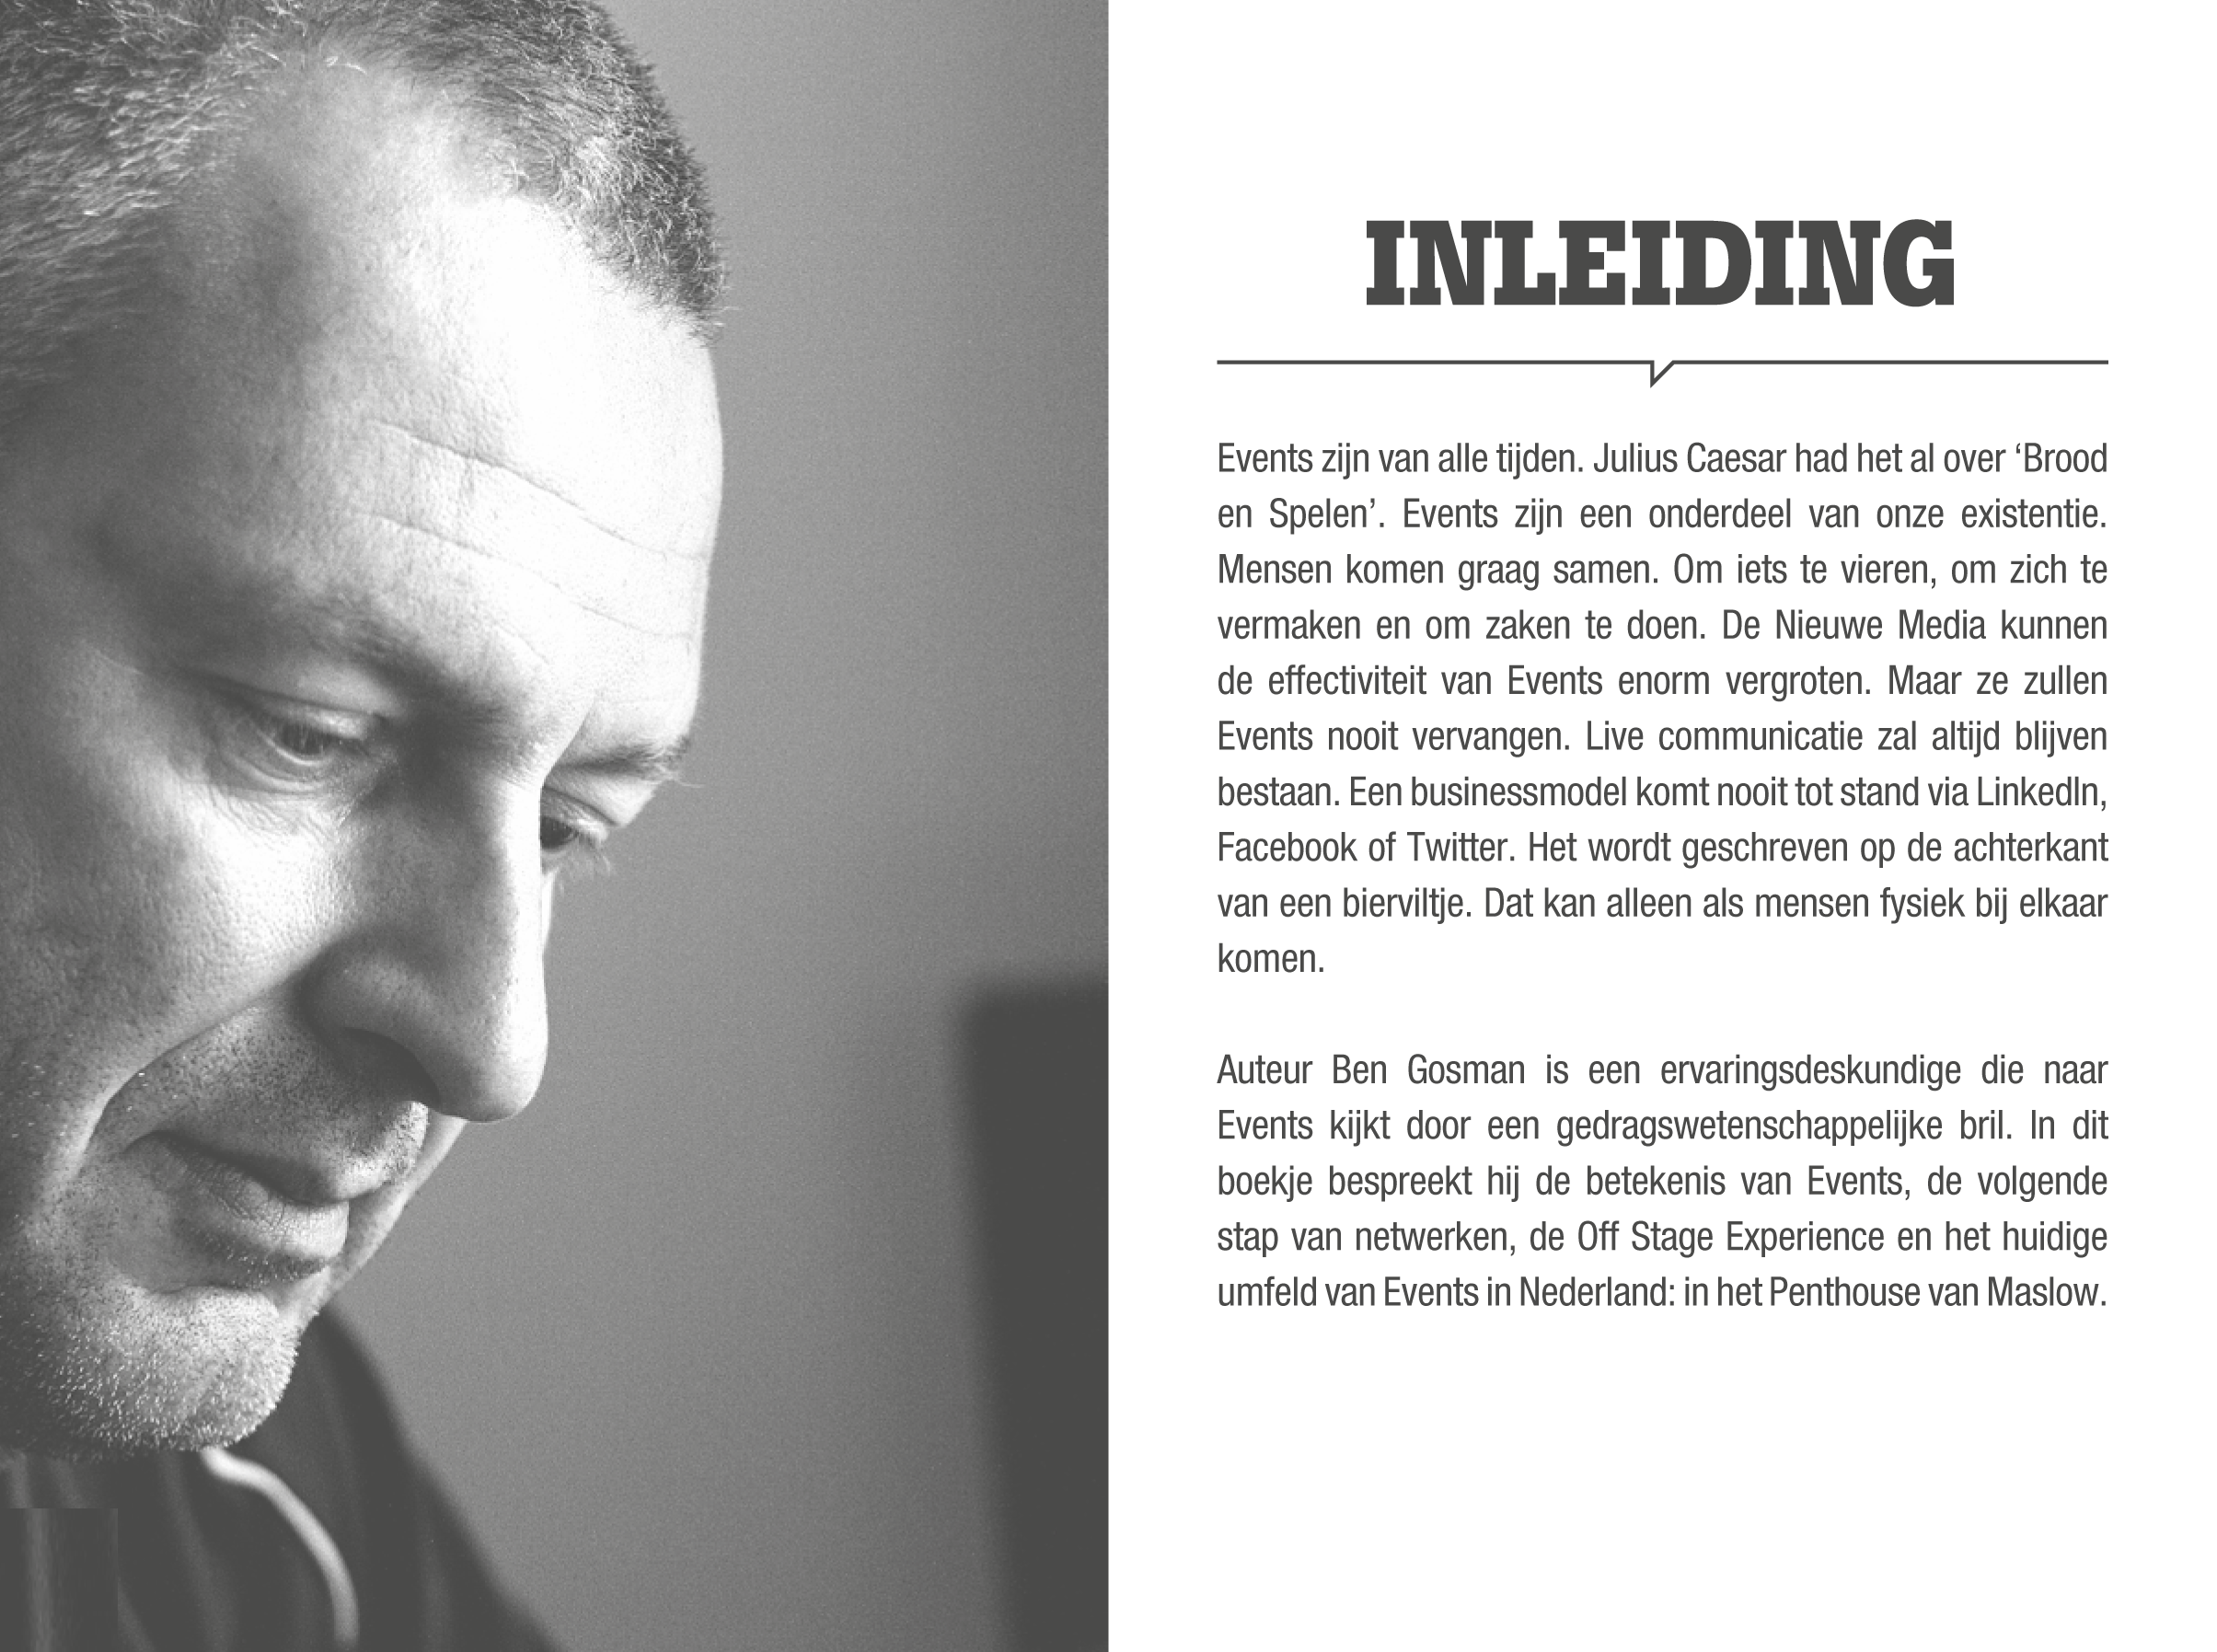 INLEIDING
Events zijn van alle tijden. Julius Caesar had het al over ‘Brood
en Spelen’. Events zijn een onderdeel van onze existentie.
Mensen komen graag samen. Om iets te vieren, om zich te
vermaken en om zaken te doen. De Nieuwe Media kunnen
de effectiviteit van Events enorm vergroten. Maar ze zullen
Events nooit vervangen. Live communicatie zal altijd blijven
bestaan. Een businessmodel komt nooit tot stand via LinkedIn,
Facebook of Twitter. Het wordt geschreven op de achterkant
van een bierviltje. Dat kan alleen als mensen fysiek bij elkaar
komen.
Auteur Ben Gosman is een ervaringsdeskundige die naar
Events kijkt door een gedragswetenschappelijke bril. In dit
boekje bespreekt hij de betekenis van Events, de volgende
stap van netwerken, de Off Stage Experience en het huidige
umfeld van Events in Nederland: in het Penthouse van Maslow.